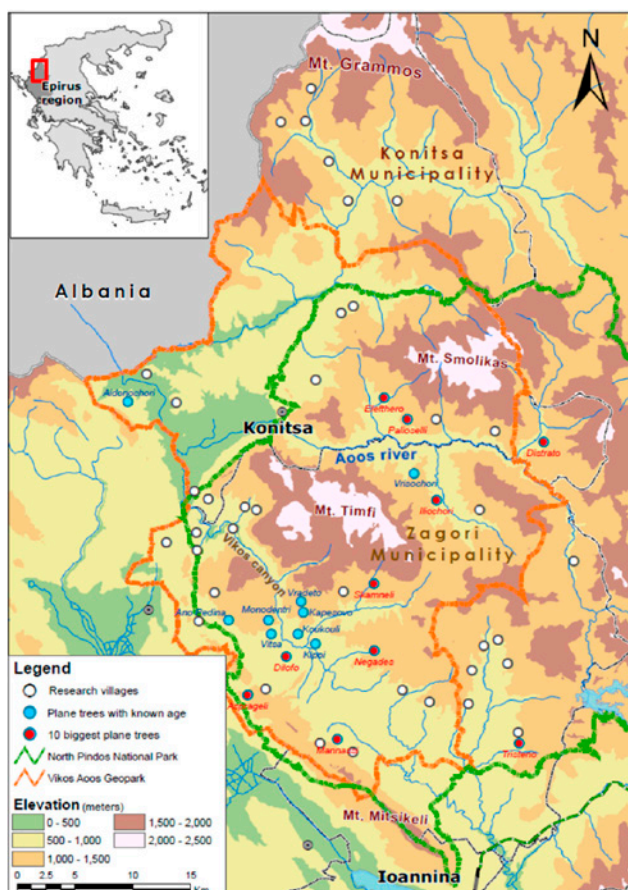 Epirus
region
N
Mt. Grammos
Konitsa
Municipality
Albania
Mt. Smolikas
Aidonochori
Elefthero
Palioselli
Konitsa
Distrato
Aoos river
Vrisochori
Iliochori
Mt. Timfi
Zagori
Municipality
Vikos canyon
Skamneli
Vradeto
Ano Pedina
Monodentri
Kapesovo
Koukouli
Vitsa
Kipoi
Dilofo
Negades
Tristeno
Mt. Mitsikeli
Ioannina
Legend
Research villages
Plane trees with known age
10 biggest plane trees
North Pindos National Park
Vikos Aoos Geopark
Elevation (meters)
0 - 500
1,500 - 2,000
500 - 1,000
2,000 - 2,500
1,000 - 1,500
0 2.5 5 10 15
Km